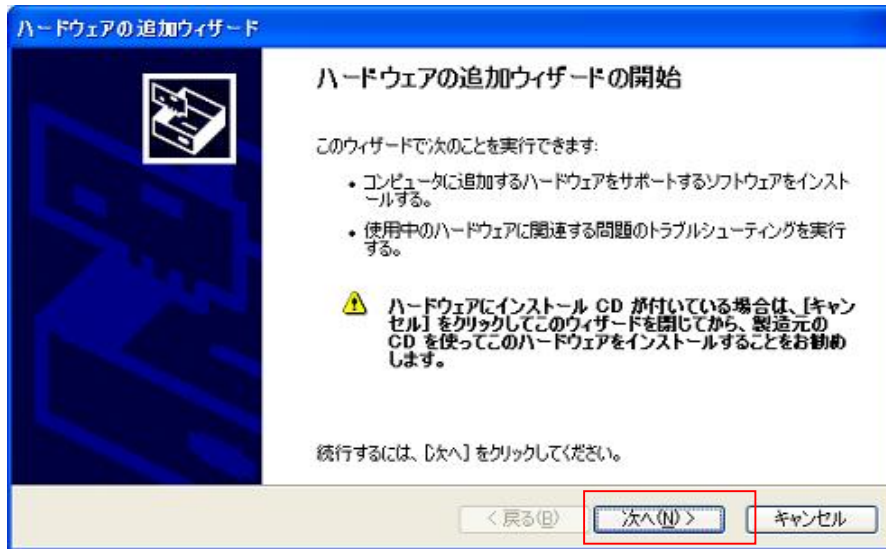 ハードウェアの追加ウィザード
ハードウェアの追加ウィザードの開始
このウィザードで次のことを実行できます:
• コンピュータに追加するハードウェアをサポートするソフトウェアをインスト
ールする。
• 使用中のハードウェアに関連する問題のトラブルシューティングを実行
する。
ハードウェアにインストール CD が付いている場合は、[キャン
セル] をクリックしてこのウィザードを閉じてから、製造元の
CD を使ってこのハードウェアをインストールすることをお勧め
します。
続行するには、[次へ] をクリックしてください。
< 戻る(B) 次へ(N) > キャンセル